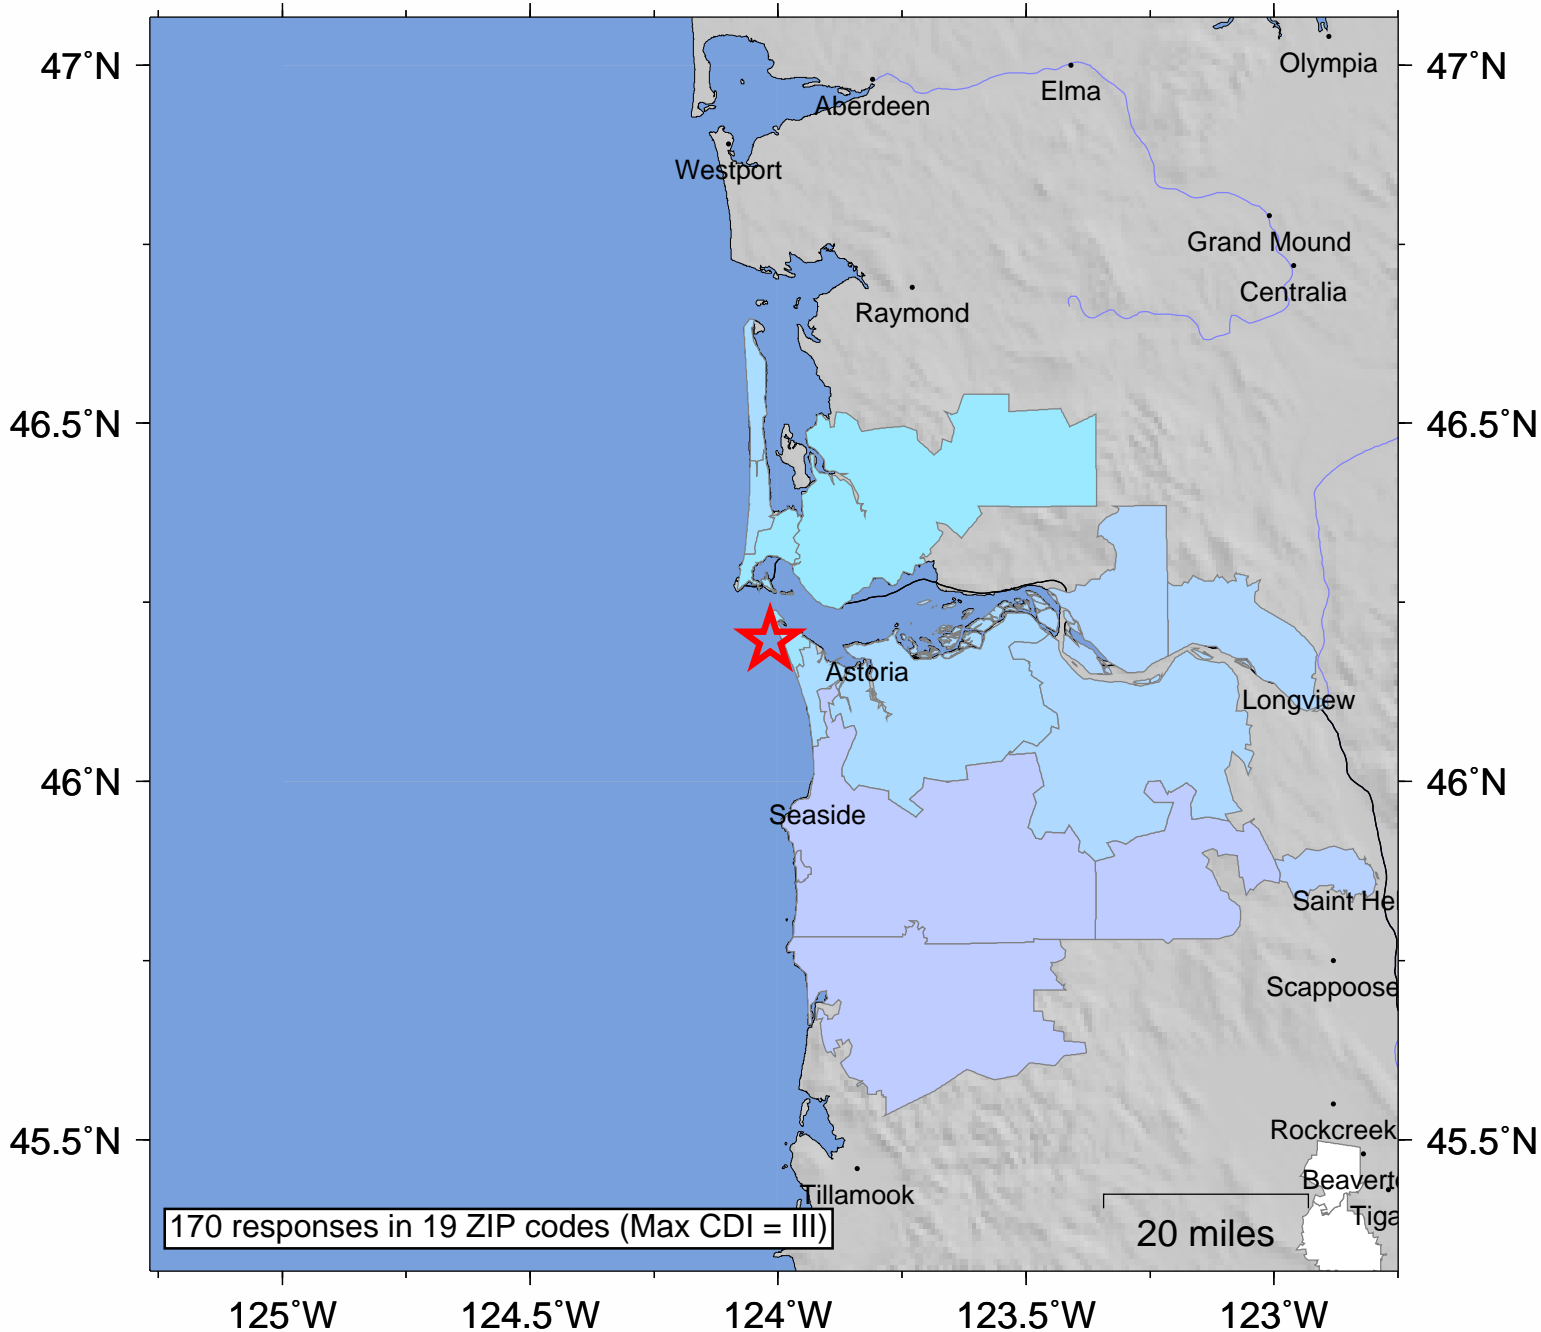 47°N
47°N
Olympia
Elma
Aberdeen
Westport
Grand Mound
Centralia
Raymond
46.5°N
46.5°N
Astoria
Longview
46°N
46°N
Seaside
Saint He
Scappoose
Rockcreek
45.5°N
45.5°N
Beavert
Tillamook
Tiga
170 responses in 19 ZIP codes (Max CDI = III)
20 miles
125°W
124.5°W
124°W
123.5°W
123°W